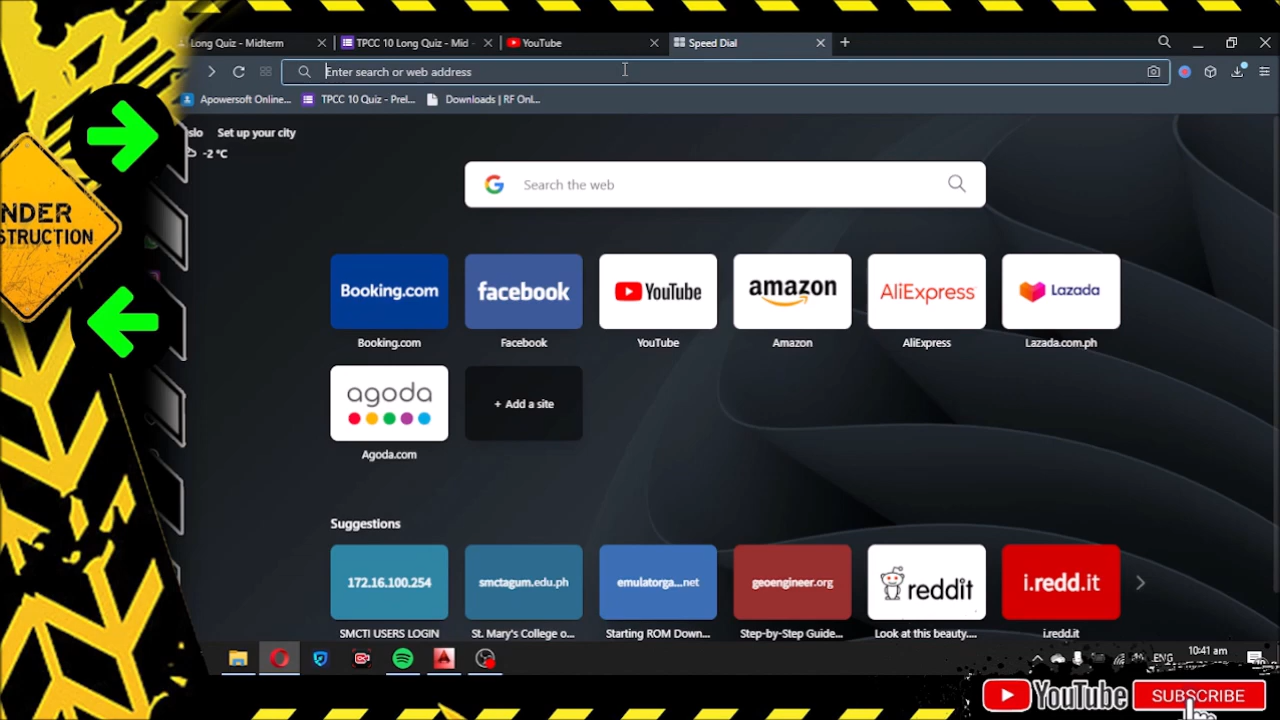 Long Quiz - Midterm
TPCC 10 Long Quiz - Mid -
YouTube
Speed Dial
Enter search or web address
Apowersoft Online...
TPCC 10 Quiz - Prel...
Downloads | RF Onl...
slo
Set up your city
-2 °C
NDER
STRUCTION
Search the web
Booking.com
facebook
YouTube
amazon
AliExpress
Lazada
Booking.com
Facebook
YouTube
Amazon
AliExpress
Lazada.com.ph
agoda
+ Add a site
Agoda.com
Suggestions
172.16.100.254
smctagum.edu.ph
emulatorga....net
geoengineer.org
reddit
i.redd.it
SMCTI USERS LOGIN
St. Mary's College o...
Starting ROM Down...
Step-by-Step Guide...
Look at this beauty....
i.redd.it
ENG
10:41 am
YouTube
SUBSCRIBE